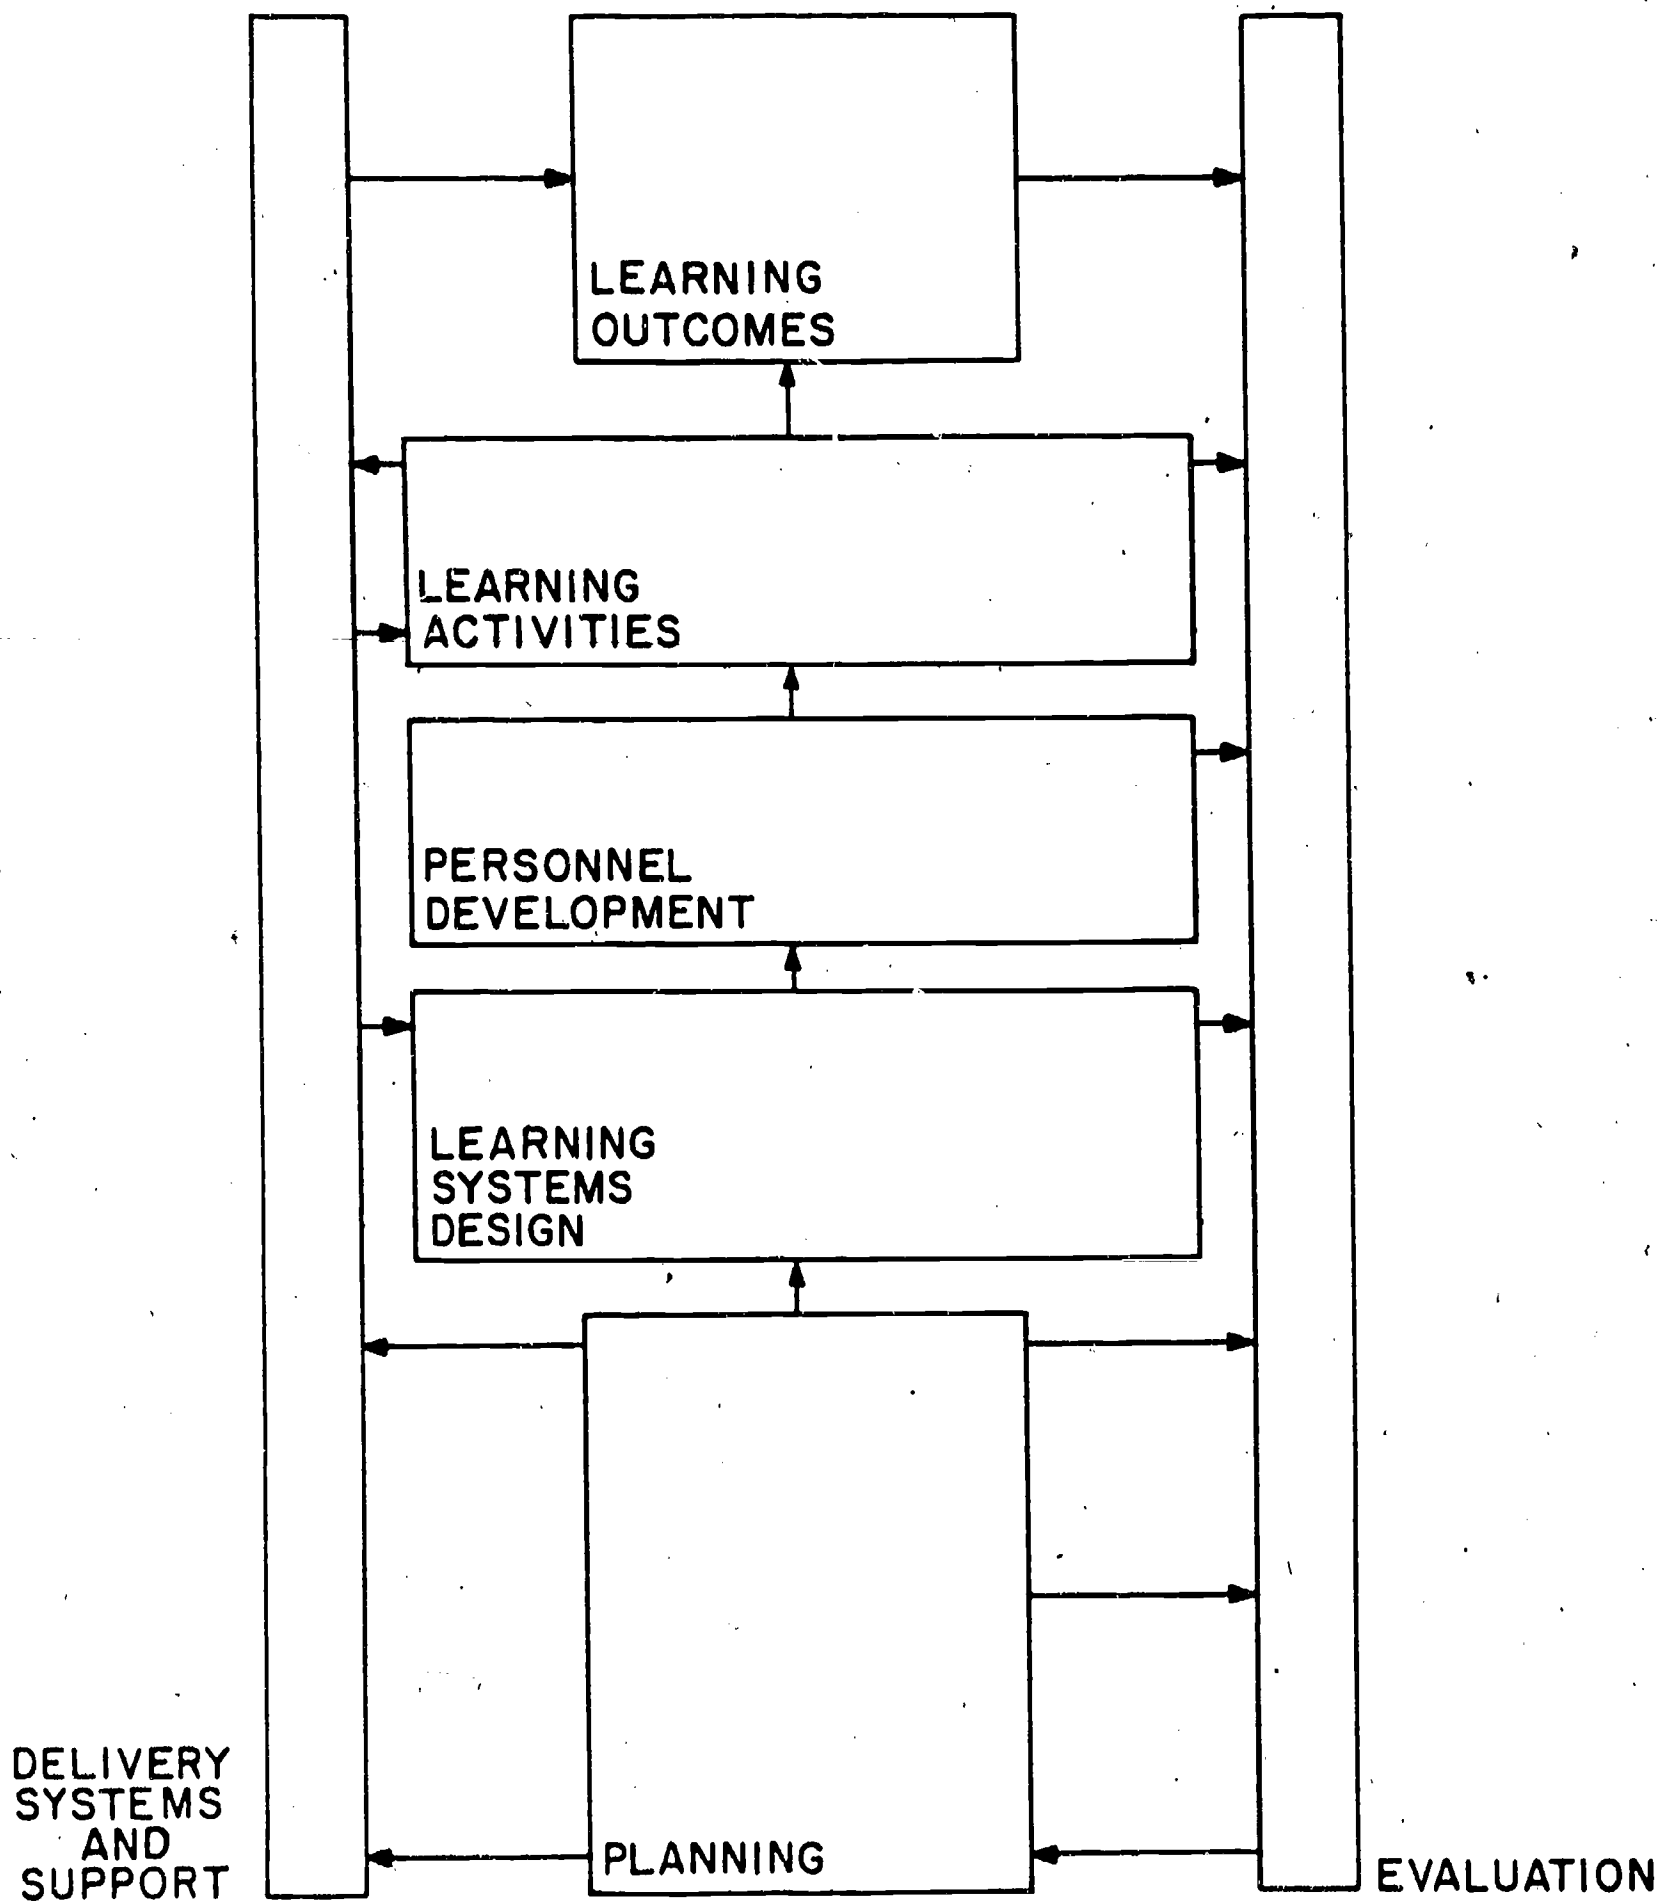 LEARNING
OUTCOMES
LEARNING
ACTIVITIES
PERSONNEL
DEVELOPMENT
LEARNING
SYSTEMS
DESIGN
PLANNING
DELIVERY
SYSTEMS
AND
SUPPORT
EVALUATION